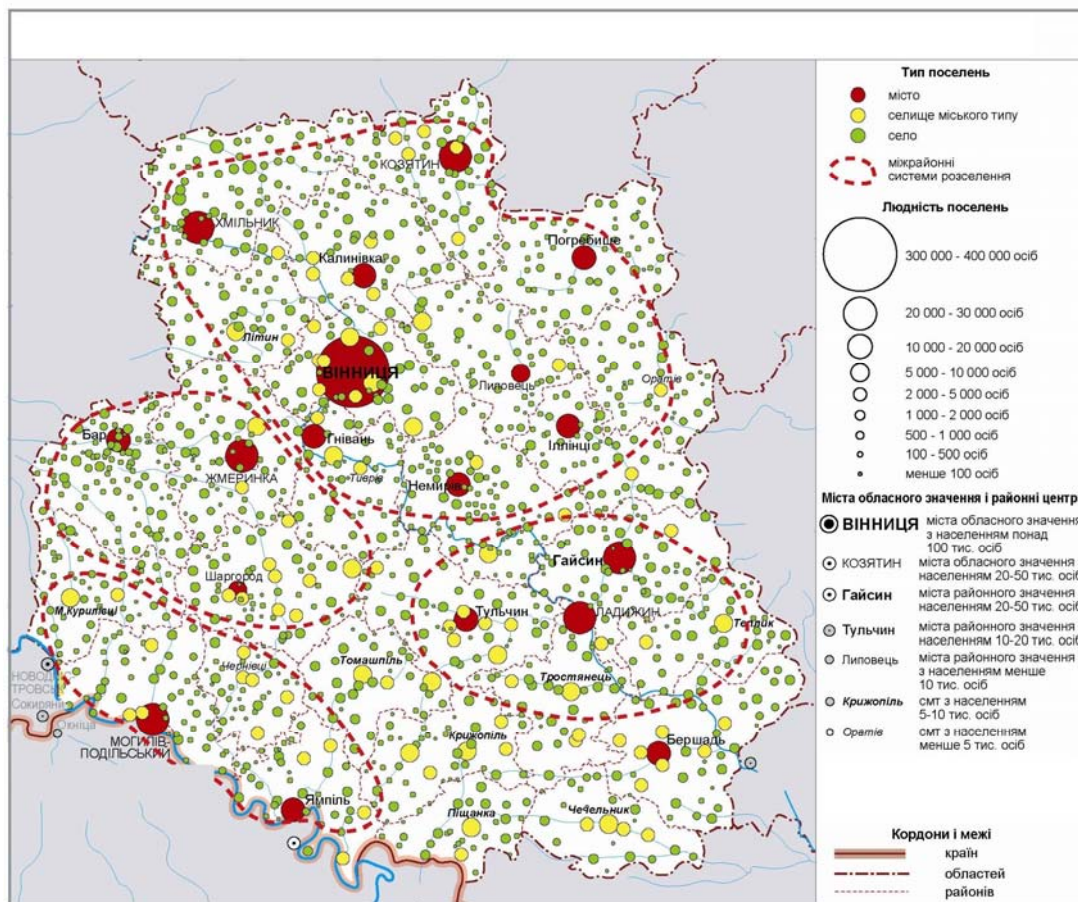 КОЗЯТИН
ХМІЛЬНИК
Погребище
Калинівка
Літин
ВІННИЦЯ
Липовець
Оратів
Бар
Гнівань
Іллінці
ЖМЕРИНКА
Тиврів
Немирів
Гайсин
Шаргород
М.Курилівці
Тульчин
ЛАДИЖИН
Теплик
Чернівці
Томашпіль
Тростянець
НОВОД
ТРОВСЬ
Сокиряни
Окніца
МОГИЛІВ-
ПОДІЛЬСЬКИЙ
Крижопіль
Бершадь
Ямпіль
Піщанка
Чечельник
Тип поселень
місто
селище міського типу
село
міжрайонні
системи розселення
Людність поселень
300 000 - 400 000 осіб
20 000 - 30 000 осіб
10 000 - 20 000 осіб
5 000 - 10 000 осіб
2 000 - 5 000 осіб
1 000 - 2 000 осіб
500 - 1 000 осіб
100 - 500 осіб
менше 100 осіб
Міста обласного значення і районні центр
ВІННИЦЯ міста обласного значення
з населенням понад
100 тис. осіб
КОЗЯТИН міста обласного значення
населенням 20-50 тис. осіб
Гайсин міста районного значення
населенням 20-50 тис. осіб
Тульчин міста районного значення
населенням 10-20 тис. осіб
Липовець міста районного значення
з населенням менше
10 тис. осіб
Крижопіль смт з населенням
5-10 тис. осіб
Оратів смт з населенням
менше 5 тис. осіб
Кордони і межі
країн
областей
районів